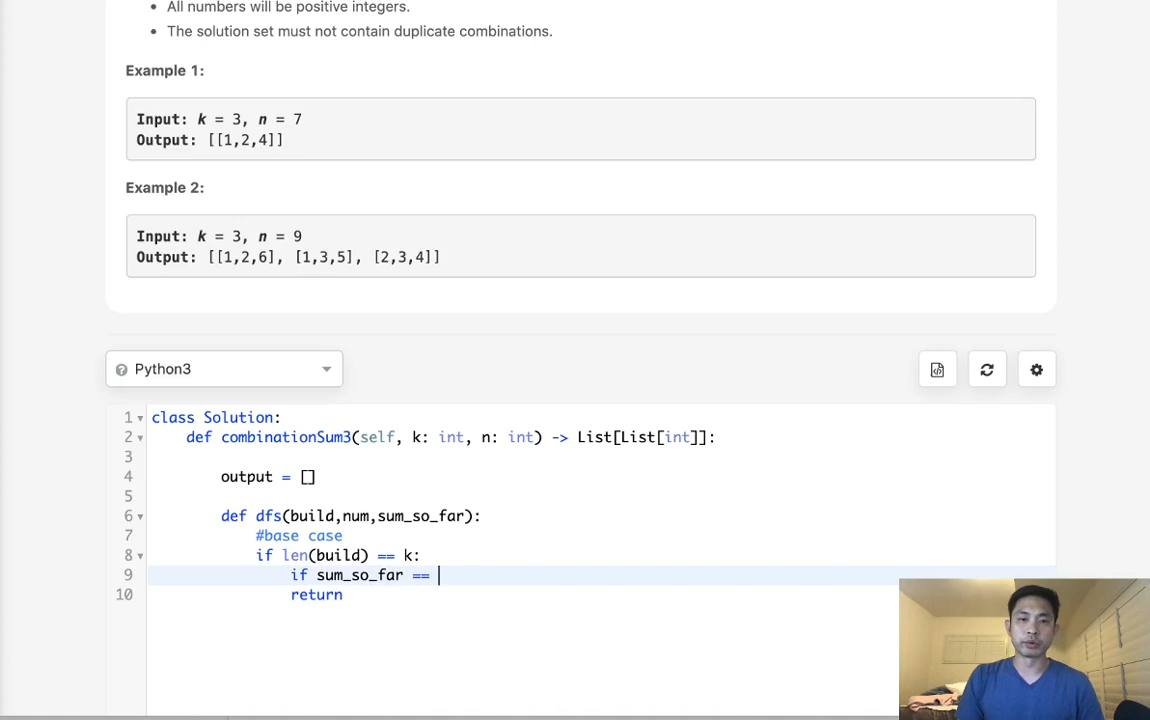 • All numbers will be positive integers.
• The solution set must not contain duplicate combinations.
Example 1:
Input: k = 3, n = 7
Output: [[1,2,4]]
Example 2:
Input: k = 3, n = 9
Output: [[1,2,6], [1,3,5], [2,3,4]]
Python3
1 class Solution:
2 def combinationSum3(self, k: int, n: int) -> List[List[int]]:
3
4 output = []
5
6 def dfs(build,num,sum_so_far):
7 #base case
8 if len(build) == k:
9 if sum_so_far ==
10 return